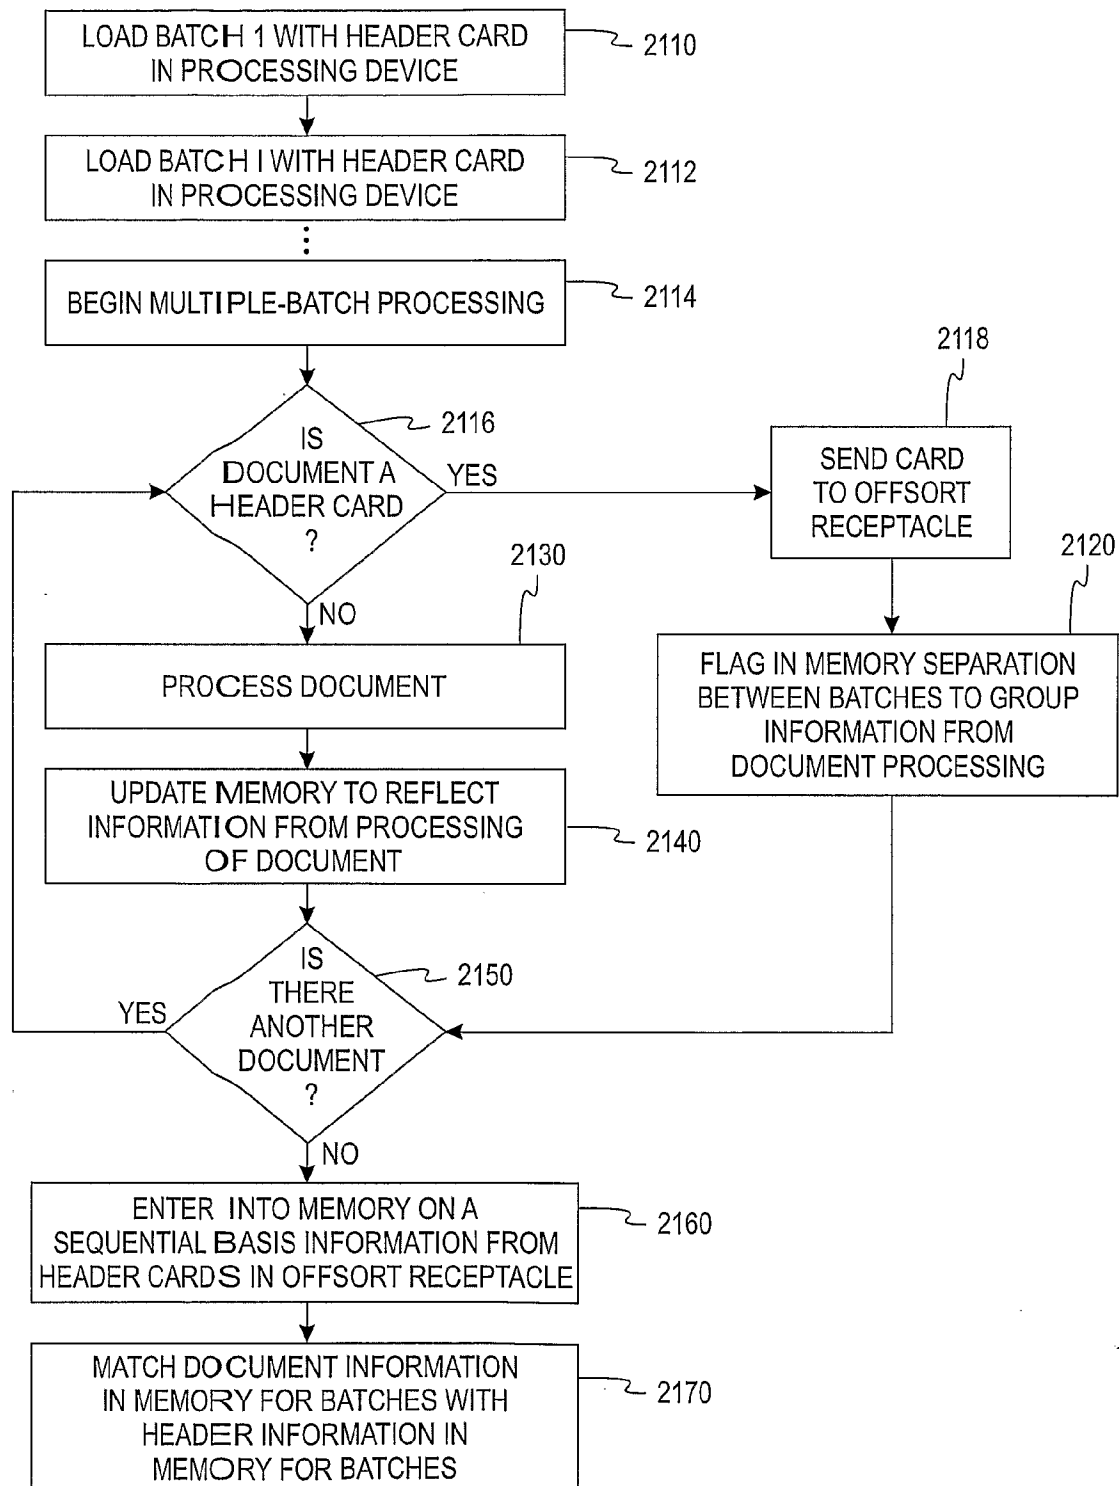 LOAD BATCH 1 WITH HEADER CARD
IN PROCESSING DEVICE
2110
LOAD BATCH I WITH HEADER CARD
IN PROCESSING DEVICE
2112
BEGIN MULTIPLE-BATCH PROCESSING
2114
2116
IS
DOCUMENT A
HEADER CARD
?
YES
2118
SEND CARD
TO OFFSORT
RECEPTACLE
2120
FLAG IN MEMORY SEPARATION
BETWEEN BATCHES TO GROUP
INFORMATION FROM
DOCUMENT PROCESSING
NO
2130
PROCESS DOCUMENT
UPDATE MEMORY TO REFLECT
INFORMATION FROM PROCESSING
OF DOCUMENT
2140
IS
THERE
ANOTHER
DOCUMENT
?
2150
YES
NO
ENTER INTO MEMORY ON A
SEQUENTIAL BASIS INFORMATION FROM
HEADER CARDS IN OFFSORT RECEPTACLE
2160
MATCH DOCUMENT INFORMATION
IN MEMORY FOR BATCHES WITH
HEADER INFORMATION IN
MEMORY FOR BATCHES
2170